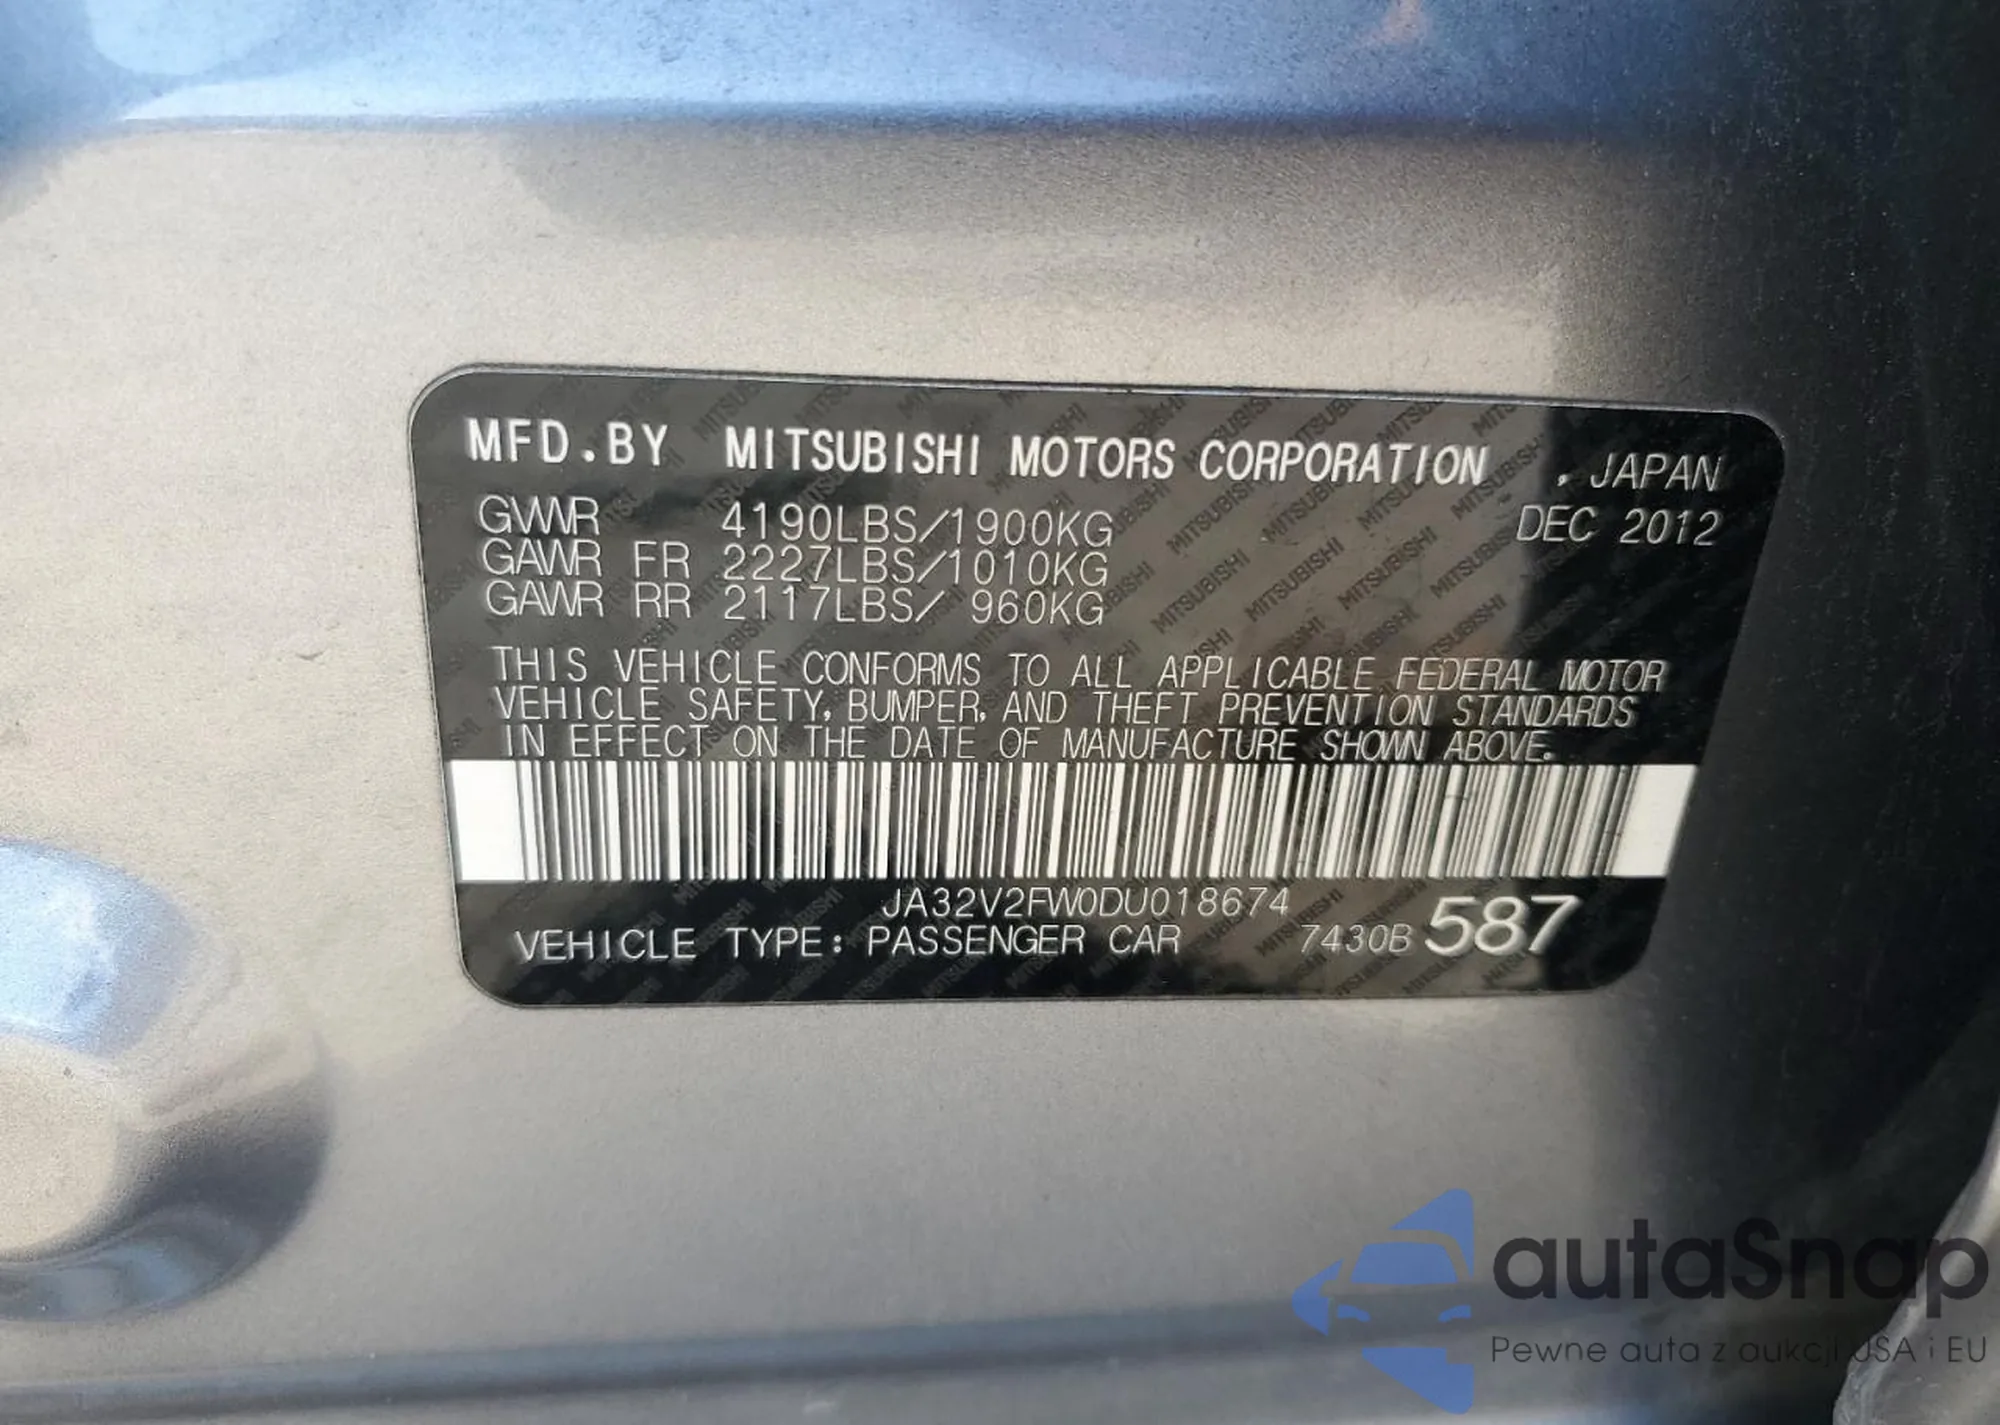 MFD.BY MITSUBISHI MOTORS CORPORATION , JAPAN
GVWR 4190LBS/1900KG DEC 2012
GAWR FR 2227LBS/1010KG
GAWR RR 2117LBS/ 960KG
THIS VEHICLE CONFORMS TO ALL APPLICABLE FEDERAL MOTOR
VEHICLE SAFETY, BUMPER, AND THEFT PREVENTION STANDARDS
IN EFFECT ON THE DATE OF MANUFACTURE SHOWN ABOVE.
JA32V2FW0DU018674
VEHICLE TYPE: PASSENGER CAR 7430B 587
autaSnap
Pewne auta z aukcji USA i EU